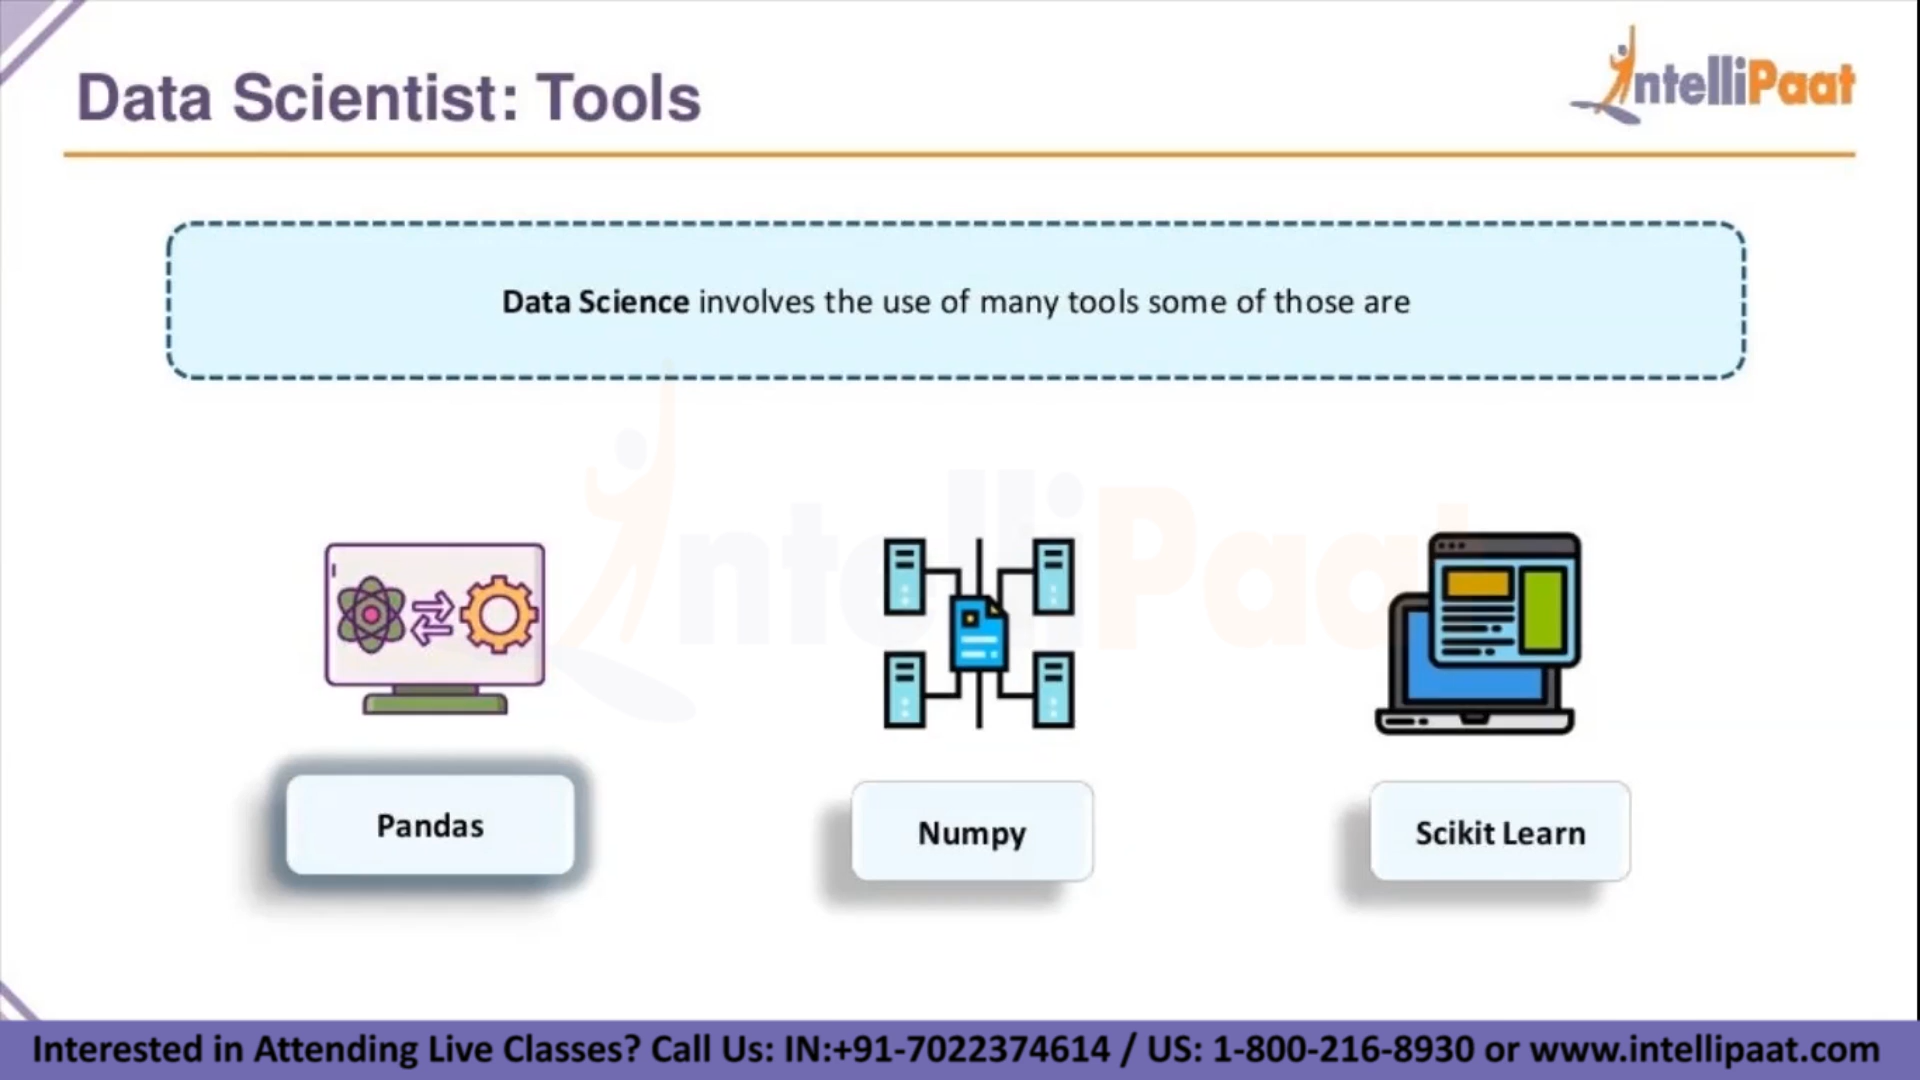 Data Scientist: Tools
IntelliPaat
Data Science involves the use of many tools some of those are
IntelliPaat
Pandas
Numpy
Scikit Learn
Interested in Attending Live Classes? Call Us: IN:+91-7022374614 / US: 1-800-216-8930 or www.intellipaat.com